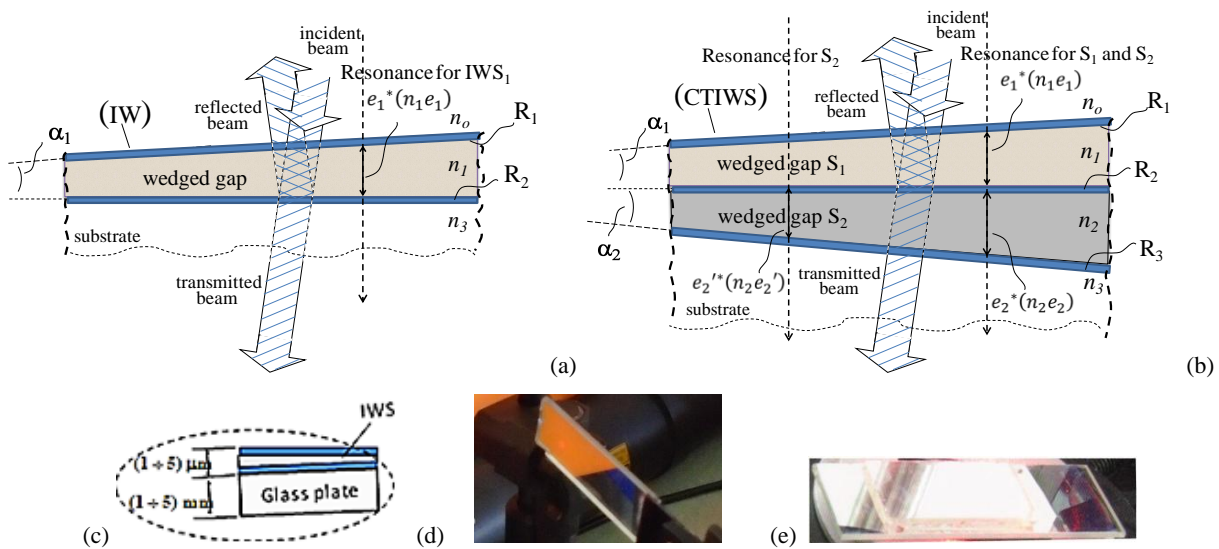 incident
beam
Resonance for IWS₁
e₁*(n₁e₁)
(IW)
reflected
beam
n₀
R₁
α₁
wedged gap
n₁
R₂
n₃
substrate
transmitted
beam
(a)
incident
beam
Resonance for S₂
Resonance for S₁ and S₂
e₁*(n₁e₁)
(CTIWS)
reflected
beam
n₀
R₁
α₁
wedged gap S₁
n₁
R₂
wedged gap S₂
n₂
α₂
R₃
e₂'*(n₂e₂')
transmitted
beam
n₃
e₂*(n₂e₂)
substrate
(b)
IWS
(1 ÷ 5) μm
(1 ÷ 5) mm
Glass plate
(c)
(d)
(e)